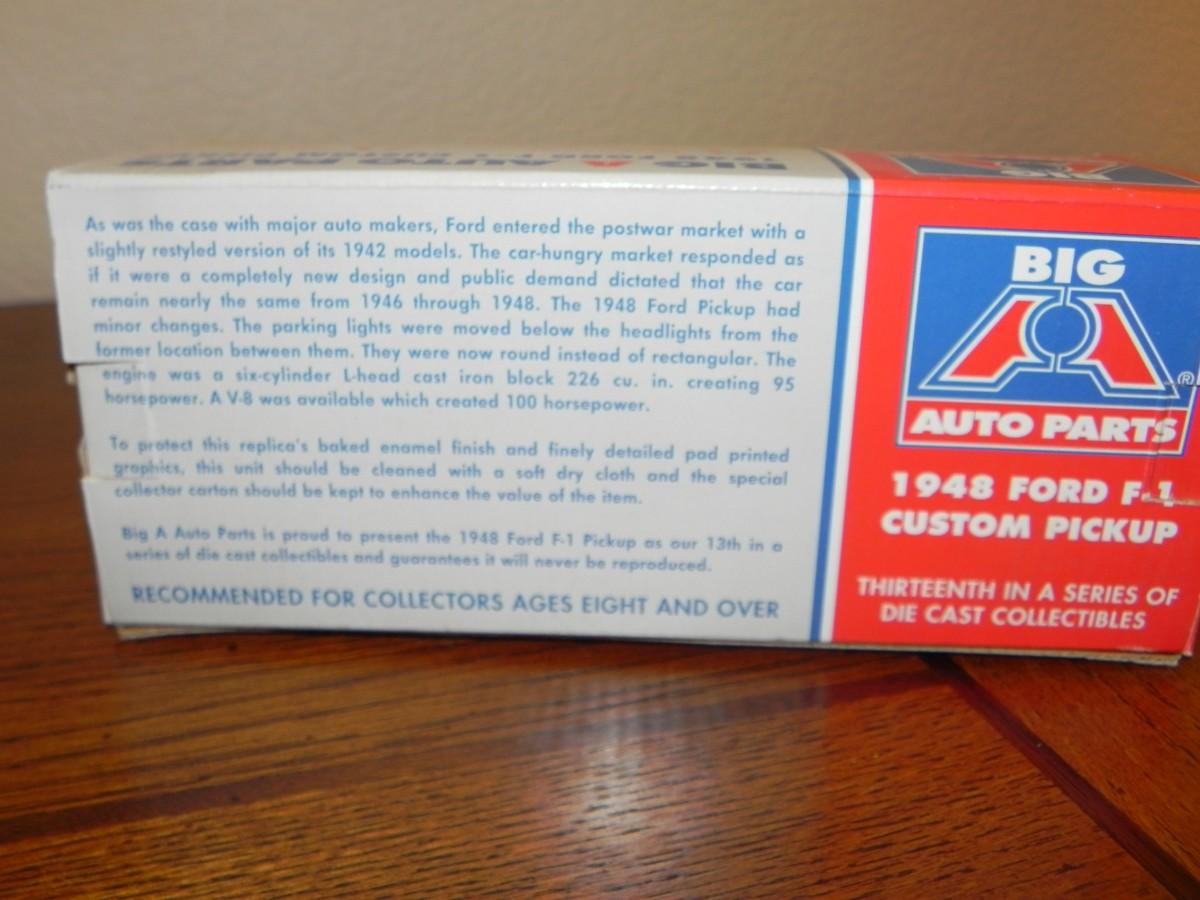 BIG A AUTO PARTS
As was the case with major auto makers, Ford entered the postwar market with a
slightly restyled version of its 1942 models. The car-hungry market responded as
if it were a completely new design and public demand dictated that the car
remain nearly the same from 1946 through 1948. The 1948 Ford Pickup had
minor changes. The parking lights were moved below the headlights from the
former location between them. They were now round instead of rectangular. The
engine was a six-cylinder L-head cast iron block 226 cu. in. creating 95
horsepower. A V-8 was available which created 100 horsepower.
To protect this replica's baked enamel finish and finely detailed pad printed
graphics, this unit should be cleaned with a soft dry cloth and the special
collector carton should be kept to enhance the value of the item.
Big A Auto Parts is proud to present the 1948 Ford F-1 Pickup as our 13th in a
series of die cast collectibles and guarantees it will never be reproduced.
RECOMMENDED FOR COLLECTORS AGES EIGHT AND OVER
BIG
A
®
AUTO PARTS
1948 FORD F-1
CUSTOM PICKUP
THIRTEENTH IN A SERIES OF
DIE CAST COLLECTIBLES